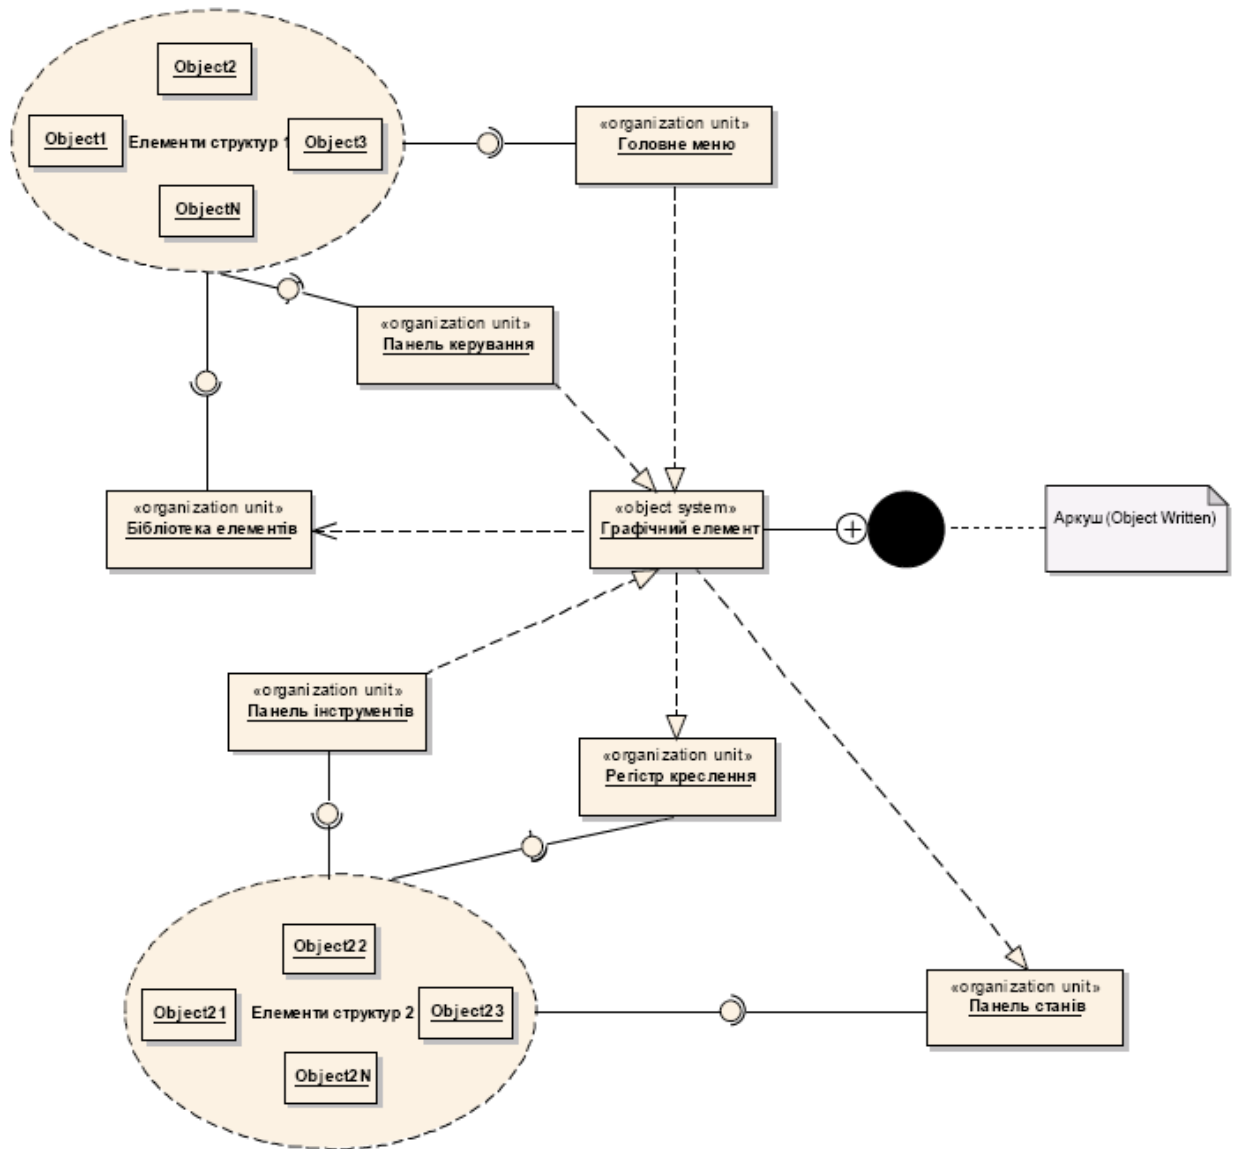 Object2
Object1
Елементи структур 1
Object3
ObjectN
«organization unit»
Головне меню
«organization unit»
Панель керування
«organization unit»
Бібліотека елементів
«object system»
Графічний елемент
Аркуш (Object Written)
«organization unit»
Панель інструментів
«organization unit»
Регістр креслення
Object22
Object21
Елементи структур 2
Object23
Object2N
«organization unit»
Панель станів